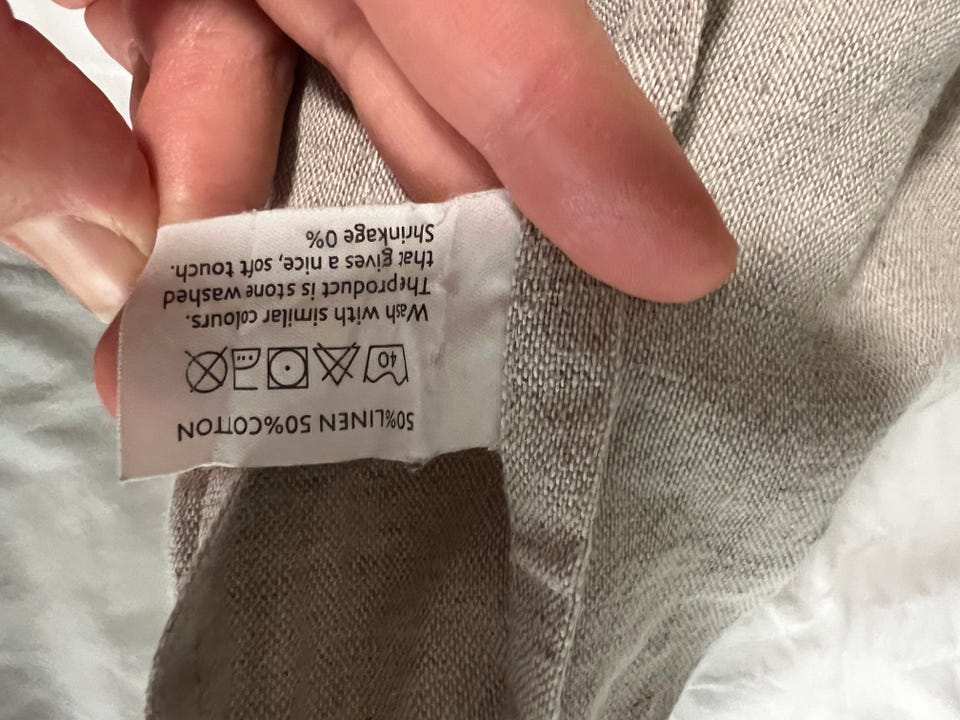 50%LINEN 50%COTTON
40
Wash with similar colours.
The product is stone washed
that gives a nice, soft touch.
Shrinkage 0%